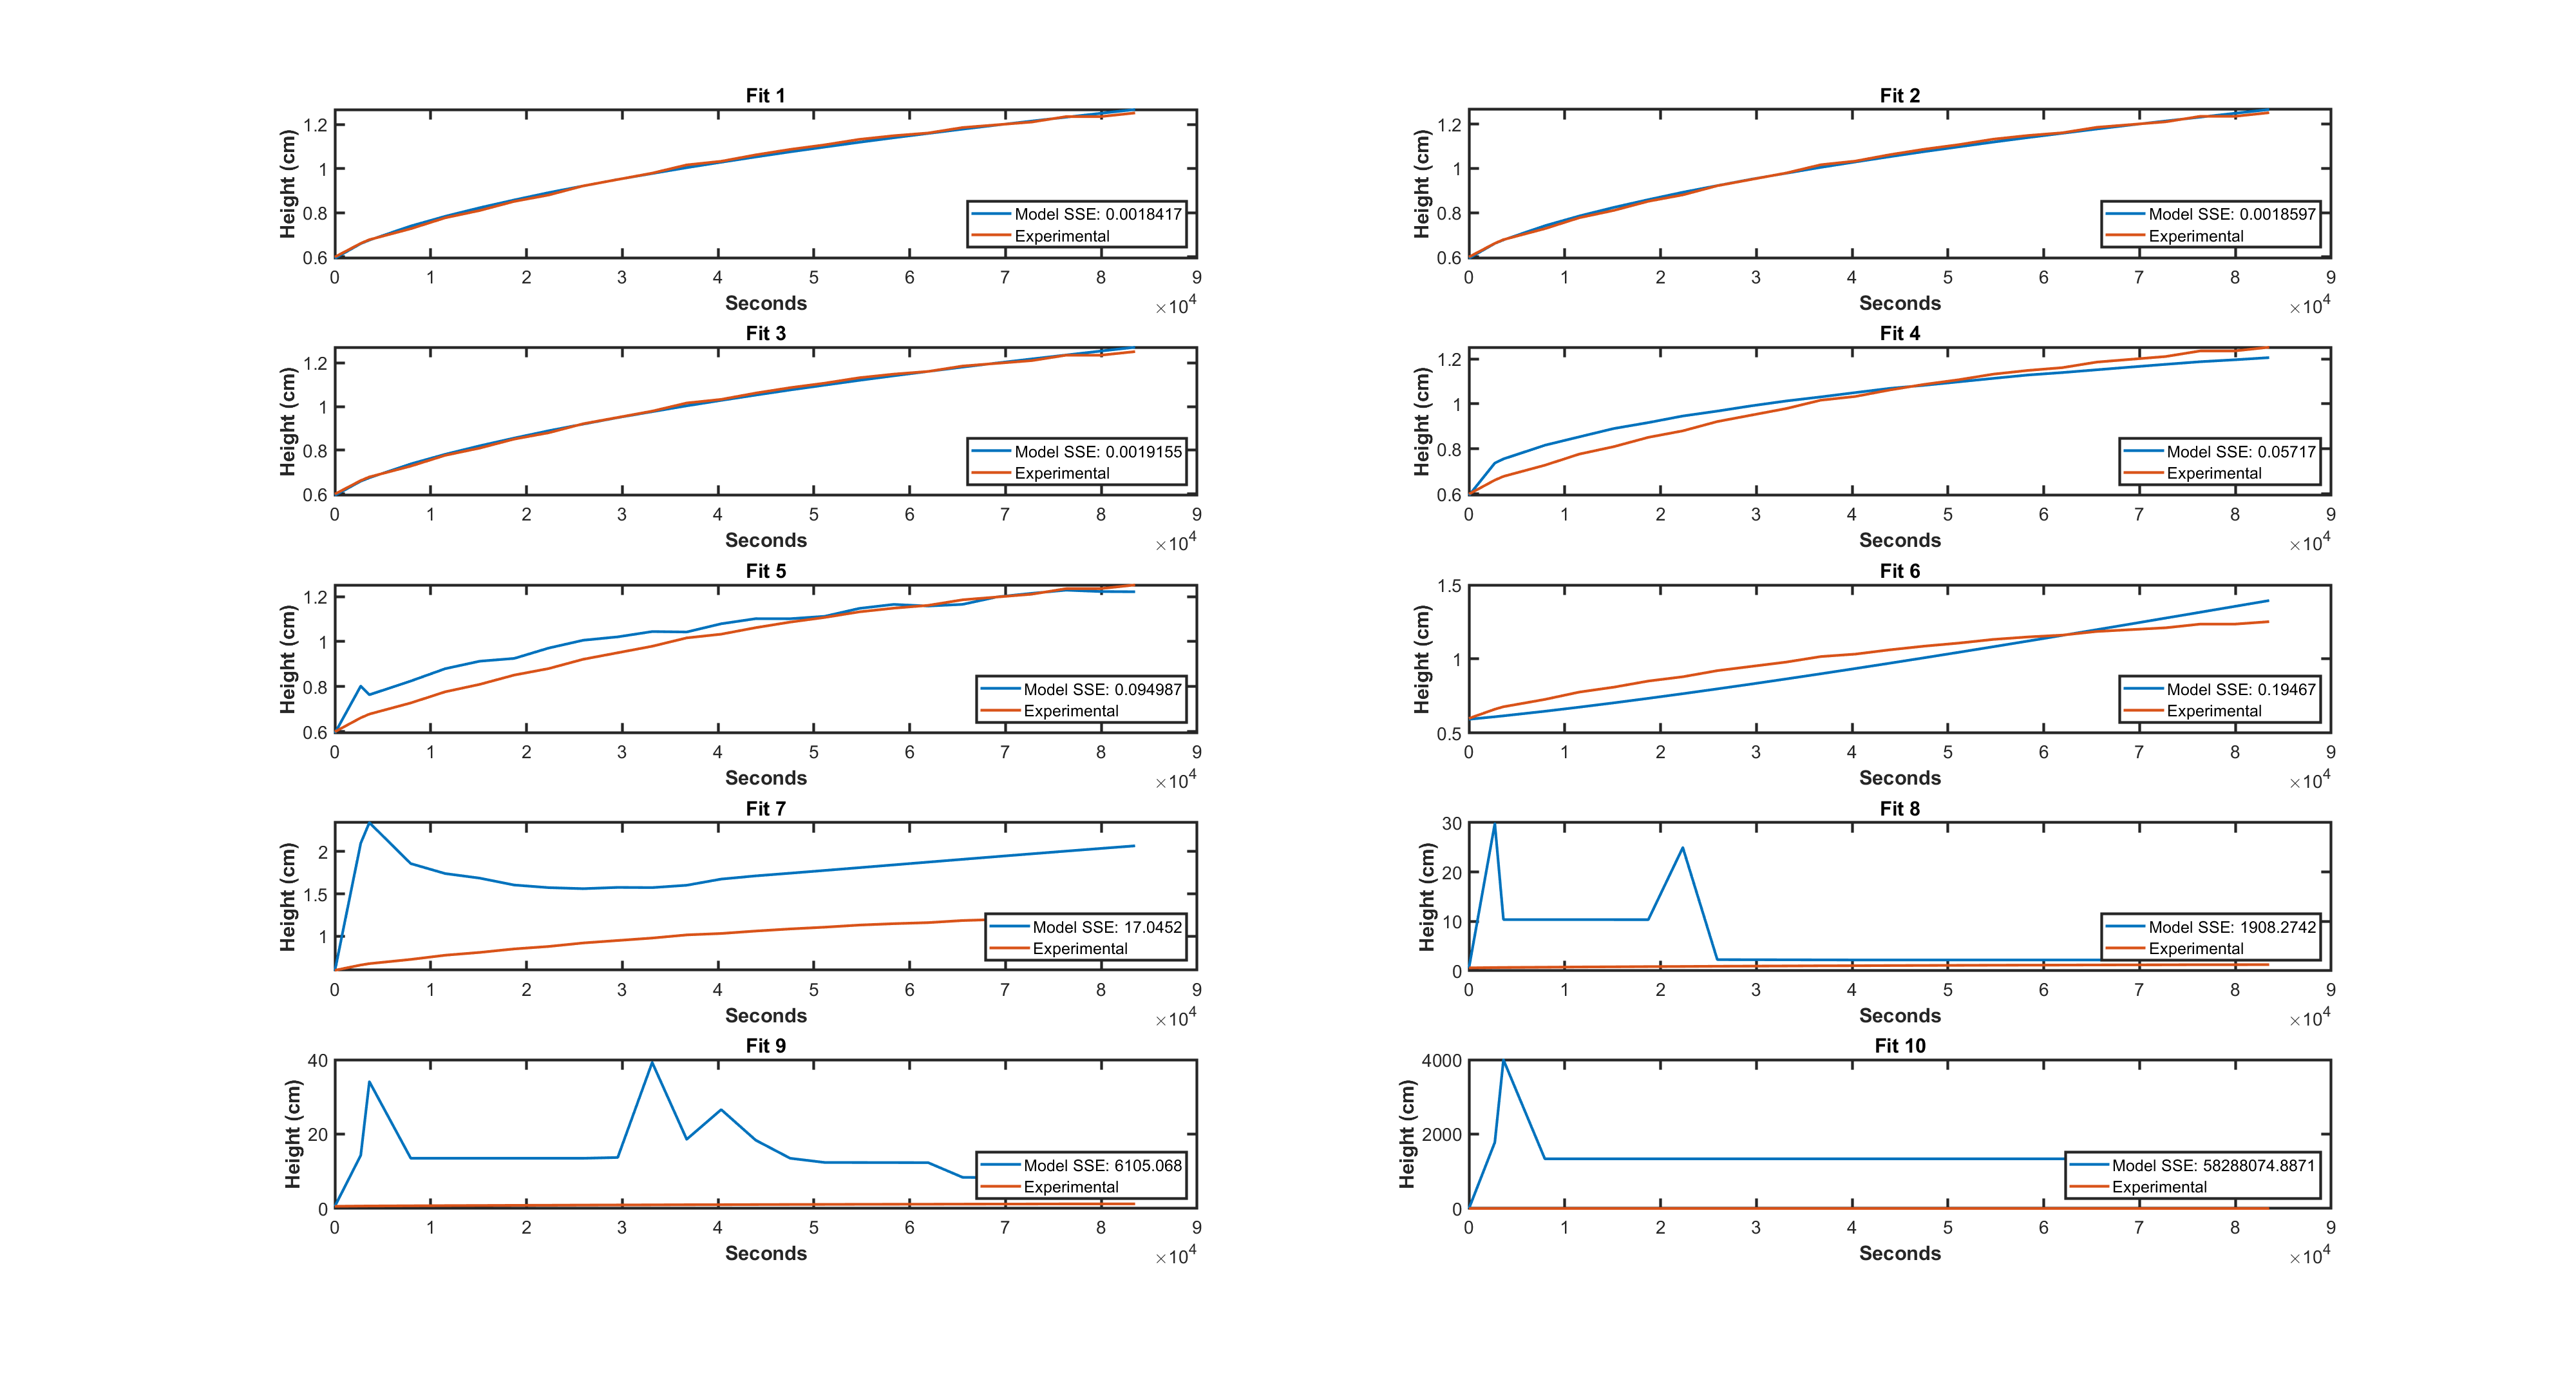 Fit 1
Height (cm)
1.2
1
0.8
0.6
Model SSE: 0.0018417
Experimental
0 1 2 3 4 5 6 7 8 9
Seconds
×10^4
Fit 2
Height (cm)
1.2
1
0.8
0.6
Model SSE: 0.0018597
Experimental
0 1 2 3 4 5 6 7 8 9
Seconds
×10^4
Fit 3
Height (cm)
1.2
1
0.8
0.6
Model SSE: 0.0019155
Experimental
0 1 2 3 4 5 6 7 8 9
Seconds
×10^4
Fit 4
Height (cm)
1.2
1
0.8
0.6
Model SSE: 0.05717
Experimental
0 1 2 3 4 5 6 7 8 9
Seconds
×10^4
Fit 5
Height (cm)
1.2
1
0.8
0.6
Model SSE: 0.094987
Experimental
0 1 2 3 4 5 6 7 8 9
Seconds
×10^4
Fit 6
Height (cm)
1.5
1
0.5
Model SSE: 0.19467
Experimental
0 1 2 3 4 5 6 7 8 9
Seconds
×10^4
Fit 7
Height (cm)
2
1.5
1
Model SSE: 17.0452
Experimental
0 1 2 3 4 5 6 7 8 9
Seconds
×10^4
Fit 8
Height (cm)
30
20
10
0
Model SSE: 1908.2742
Experimental
0 1 2 3 4 5 6 7 8 9
Seconds
×10^4
Fit 9
Height (cm)
40
20
0
Model SSE: 6105.068
Experimental
0 1 2 3 4 5 6 7 8 9
Seconds
×10^4
Fit 10
Height (cm)
4000
2000
0
Model SSE: 58288074.8871
Experimental
0 1 2 3 4 5 6 7 8 9
Seconds
×10^4